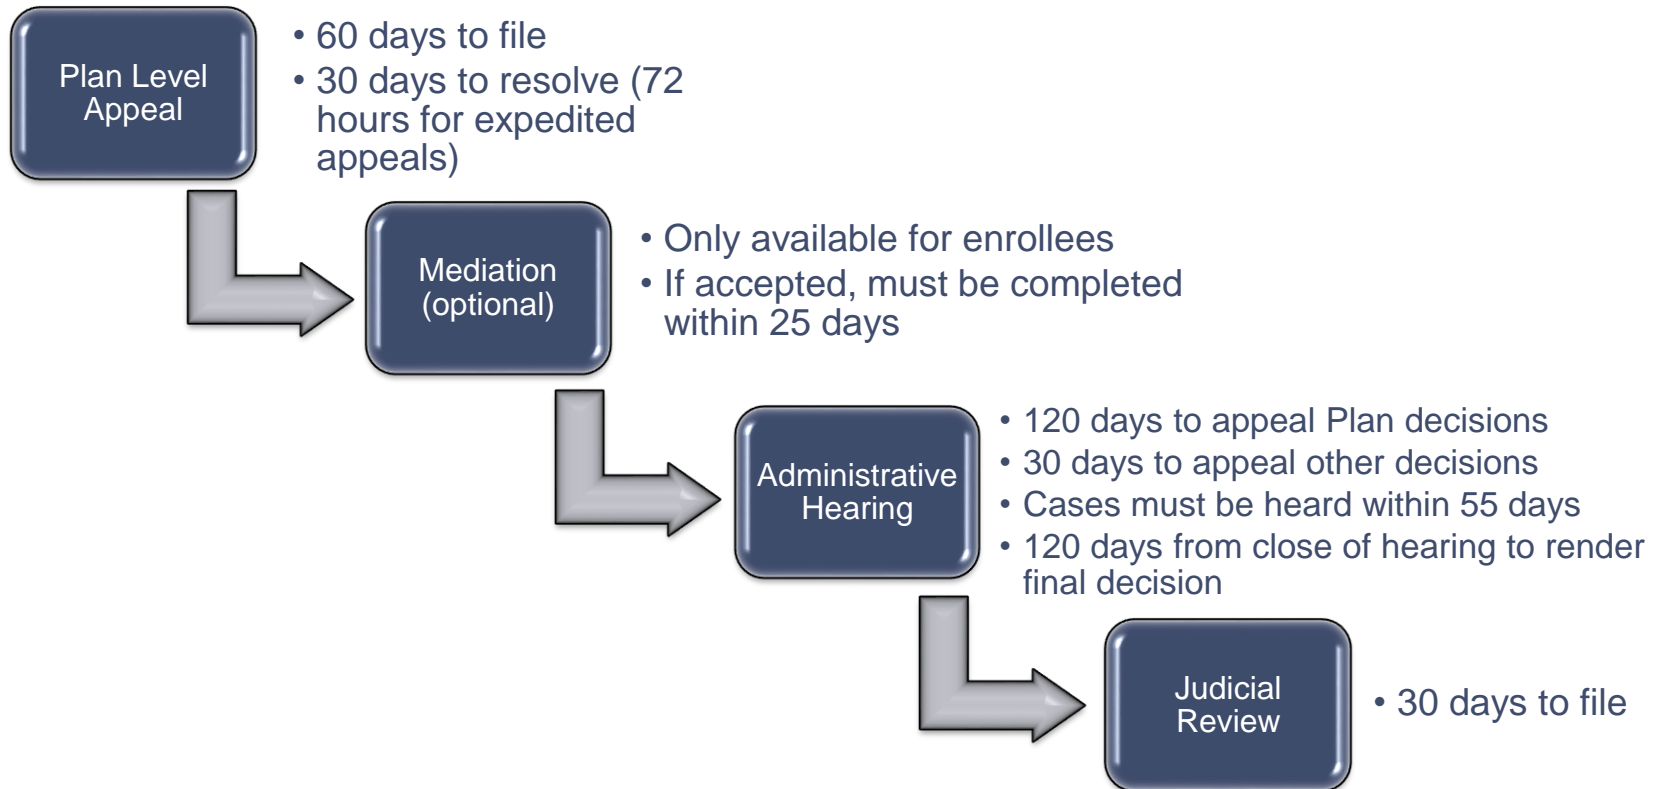 Plan Level
Appeal
• 60 days to file
• 30 days to resolve (72
hours for expedited
appeals)
Mediation
(optional)
• Only available for enrollees
• If accepted, must be completed
within 25 days
Administrative
Hearing
• 120 days to appeal Plan decisions
• 30 days to appeal other decisions
• Cases must be heard within 55 days
• 120 days from close of hearing to render
final decision
Judicial
Review
• 30 days to file